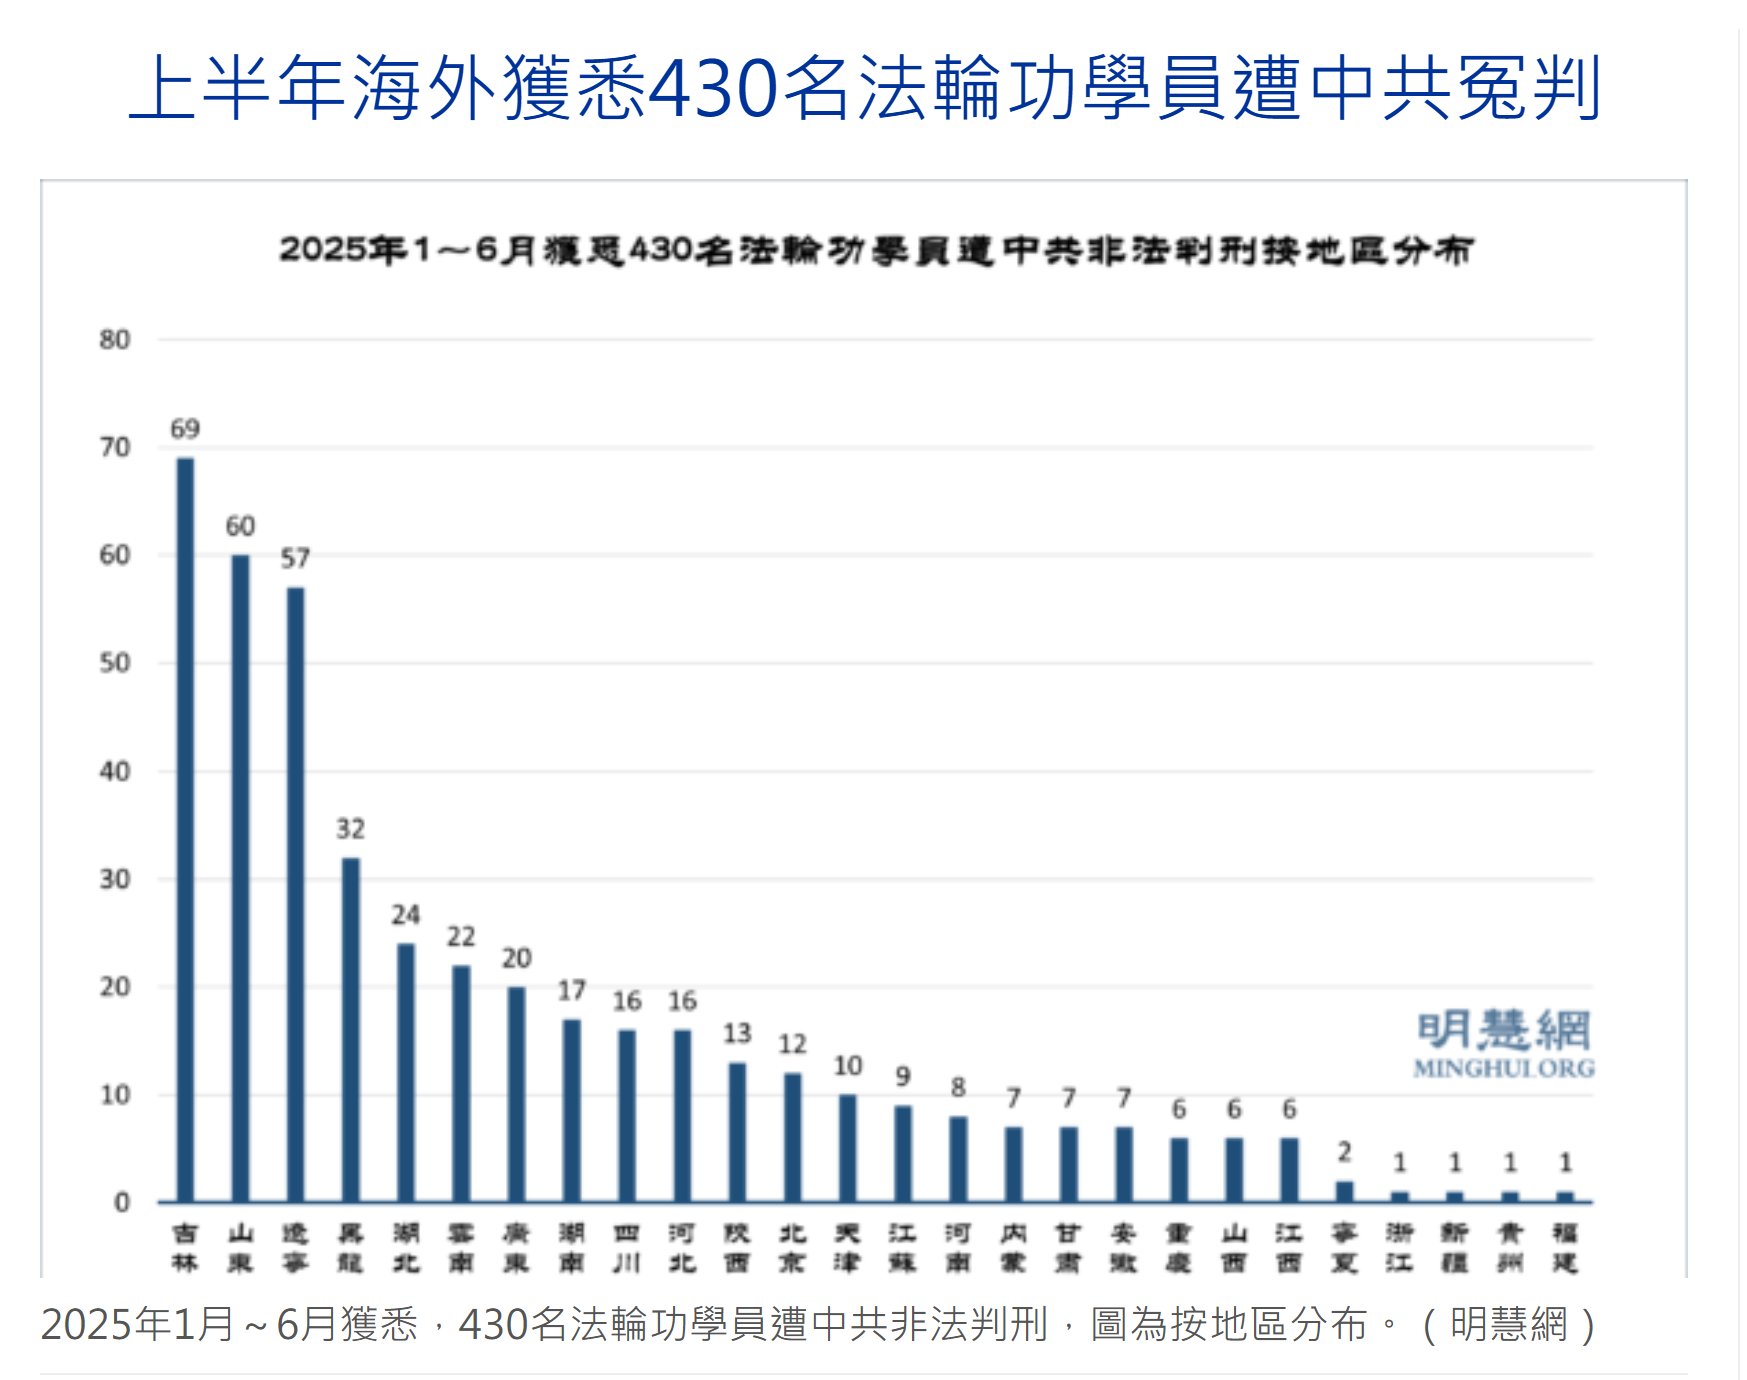 上半年海外獲悉430名法輪功學員遭中共冤判
2025年1～6月獲悉430名法輪功學員遭中共非法判刑按地區分布
80
70
60
50
40
30
20
10
0
69
60
57
32
24
22
20
17
16
16
13
12
10
9
8
7
7
7
6
6
6
2
1
1
1
1
明慧網
MINGHUI.ORG
吉林
山東
遼寧
黑龍
湖北
雲南
廣東
湖南
四川
河北
陝西
北京
天津
江蘇
河南
內蒙
甘肅
安徽
重慶
山西
江西
寧夏
浙江
新疆
貴州
福建
2025年1月～6月獲悉，430名法輪功學員遭中共非法判刑，圖為按地區分布。（明慧網）